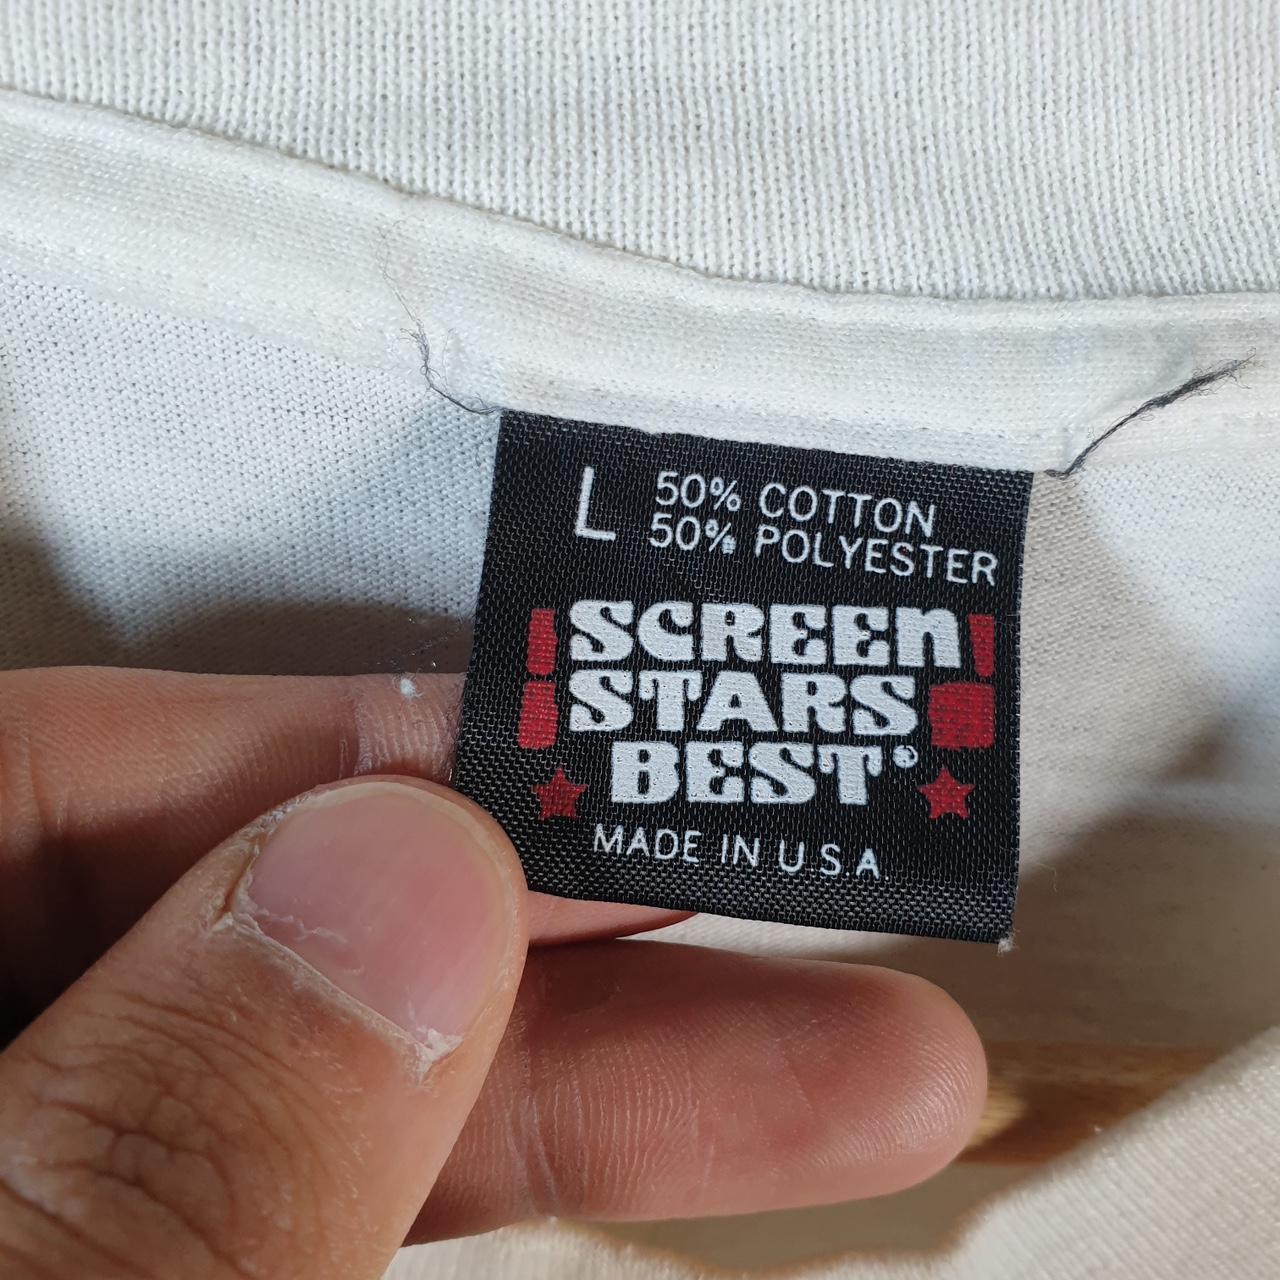 L 50% COTTON
50% POLYESTER
SCREEN
STARS
BEST®
MADE IN U.S.A.